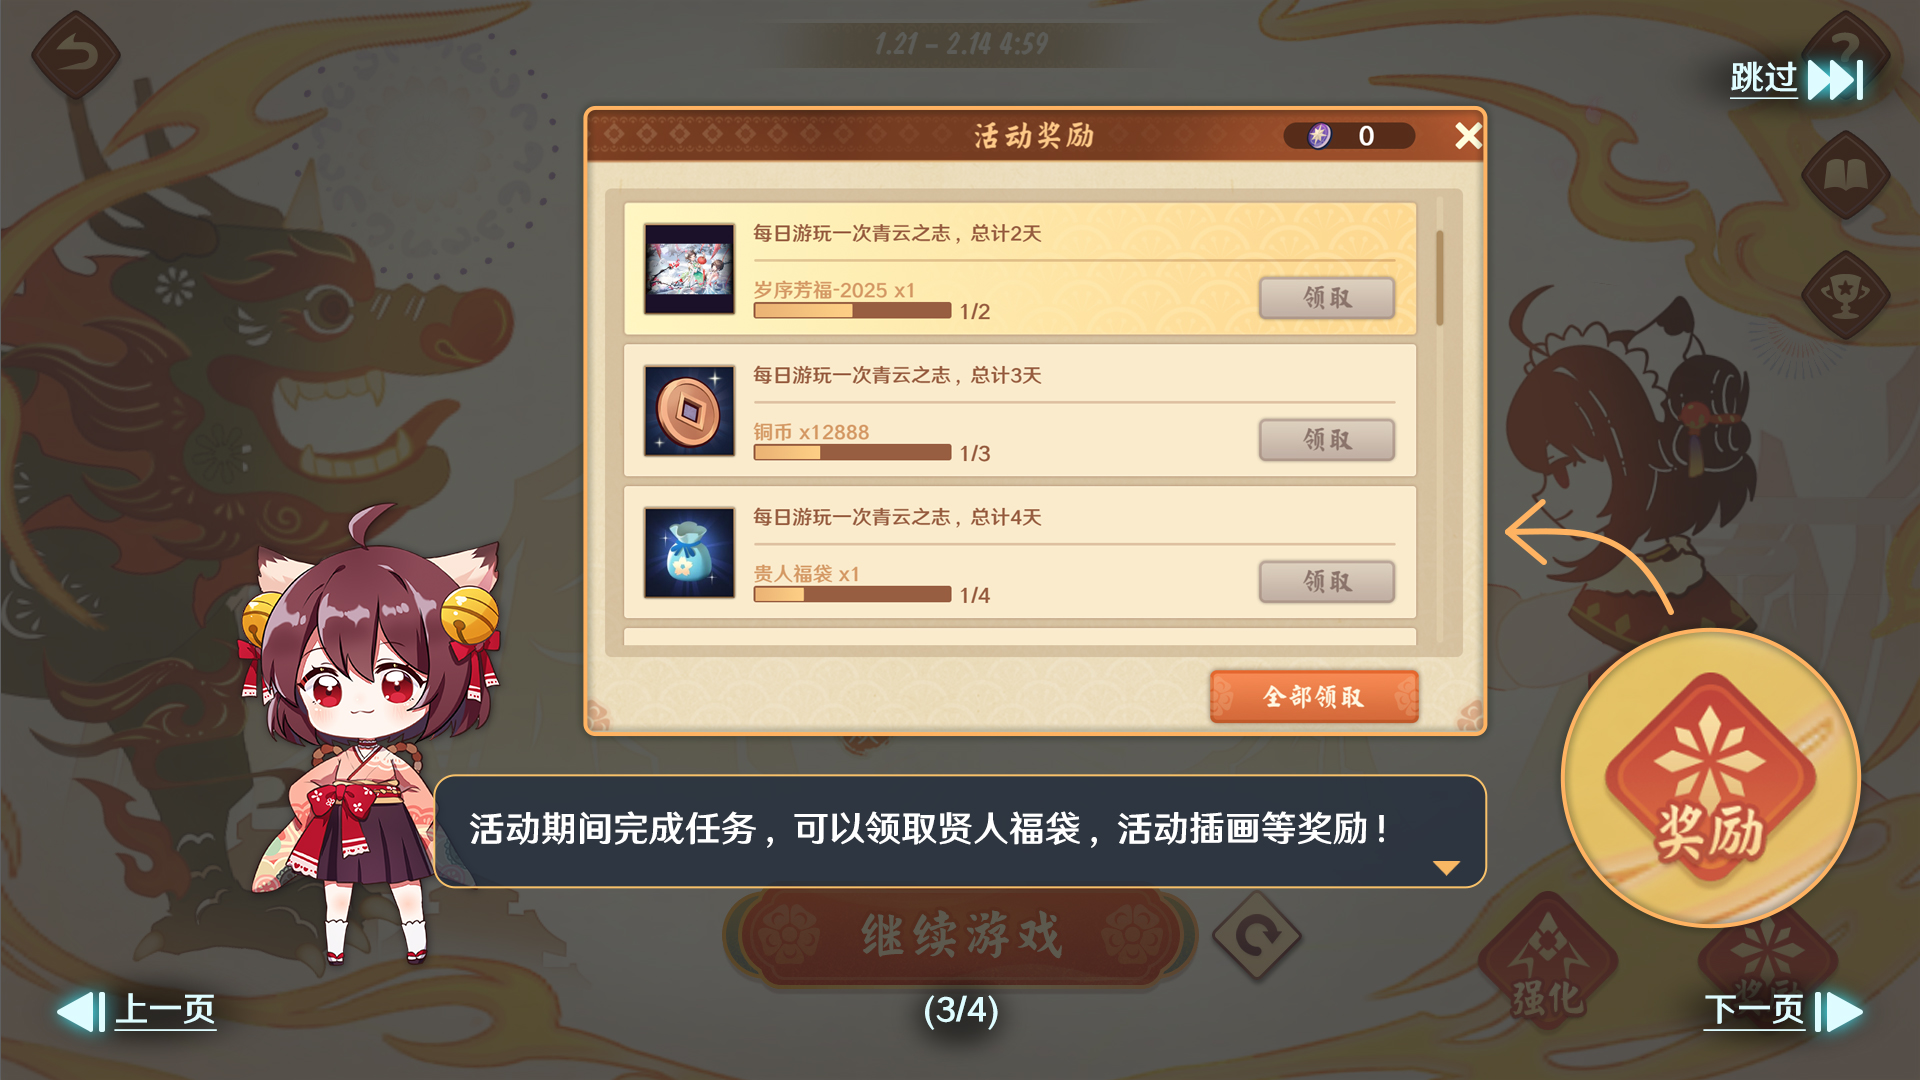 1.21 – 2.14 4:59
跳过
活动奖励
0
每日游玩一次青云之志，总计2天
岁序芳福-2025 x1
1/2
领取
每日游玩一次青云之志，总计3天
铜币 x12888
1/3
领取
每日游玩一次青云之志，总计4天
贵人福袋 x1
1/4
领取
全部领取
奖励
活动期间完成任务，可以领取贤人福袋，活动插画等奖励！
继续游戏
强化
奖励
上一页
(3/4)
下一页